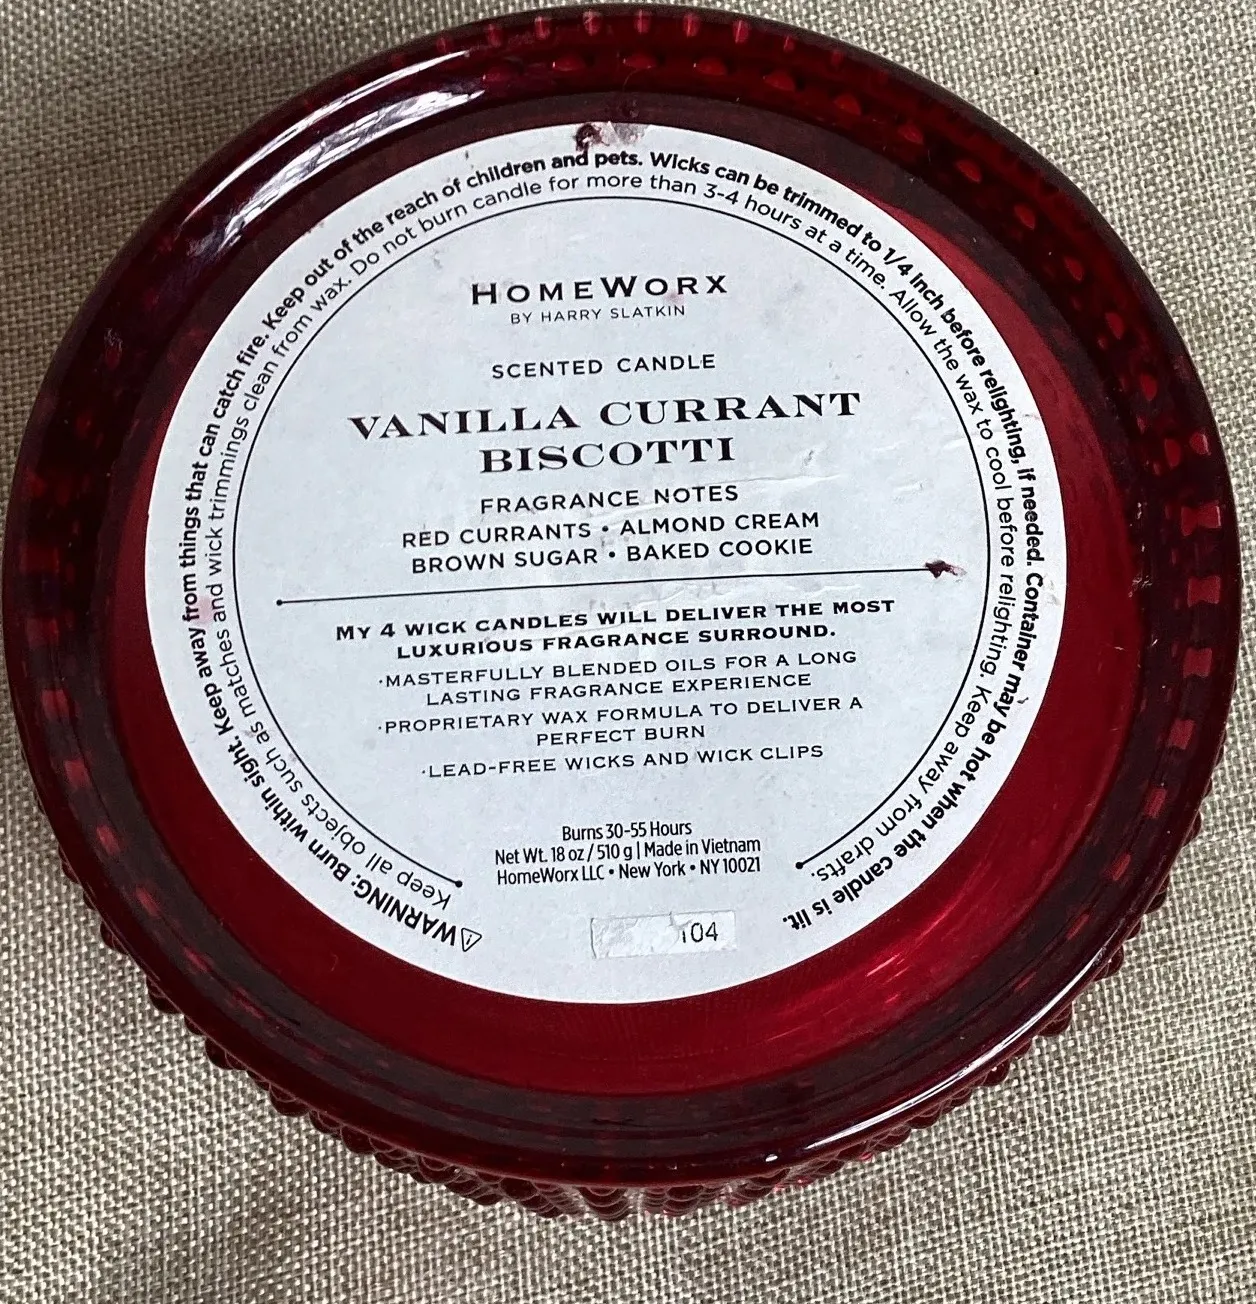 HOMEWORX
BY HARRY SLATKIN
SCENTED CANDLE
VANILLA CURRANT
BISCOTTI
FRAGRANCE NOTES
RED CURRANTS • ALMOND CREAM
BROWN SUGAR • BAKED COOKIE
MY 4 WICK CANDLES WILL DELIVER THE MOST
LUXURIOUS FRAGRANCE SURROUND.
·MASTERFULLY BLENDED OILS FOR A LONG
LASTING FRAGRANCE EXPERIENCE
·PROPRIETARY WAX FORMULA TO DELIVER A
PERFECT BURN
·LEAD-FREE WICKS AND WICK CLIPS
Burns 30-55 Hours
Net Wt. 18 oz / 510 g | Made in Vietnam
HomeWorx LLC • New York • NY 10021
104
⚠WARNING: Burn within sight. Keep away from things that can catch fire. Keep out of the reach of children and pets. Wicks can be trimmed to 1/4 inch before relighting, if needed. Container may be hot when the candle is lit.
Keep all objects such as matches and wick trimmings clean from wax. Do not burn candle for more than 3-4 hours at a time. Allow the wax to cool before relighting. Keep away from drafts.